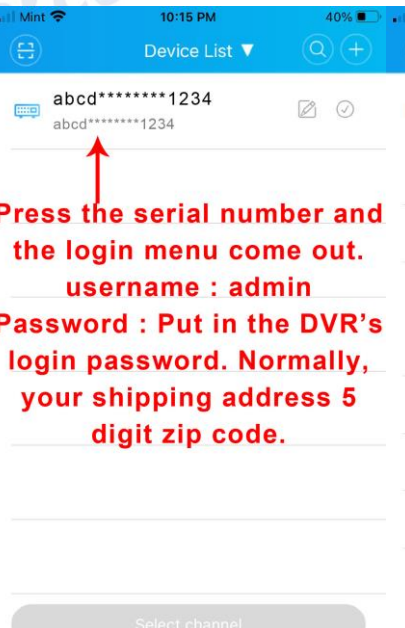 Mint 10:15 PM 40%
Device List ▼
abcd********1234
abcd********1234
Press the serial number and
the login menu come out.
username : admin
Password : Put in the DVR's
login password. Normally,
your shipping address 5
digit zip code.
Select channel